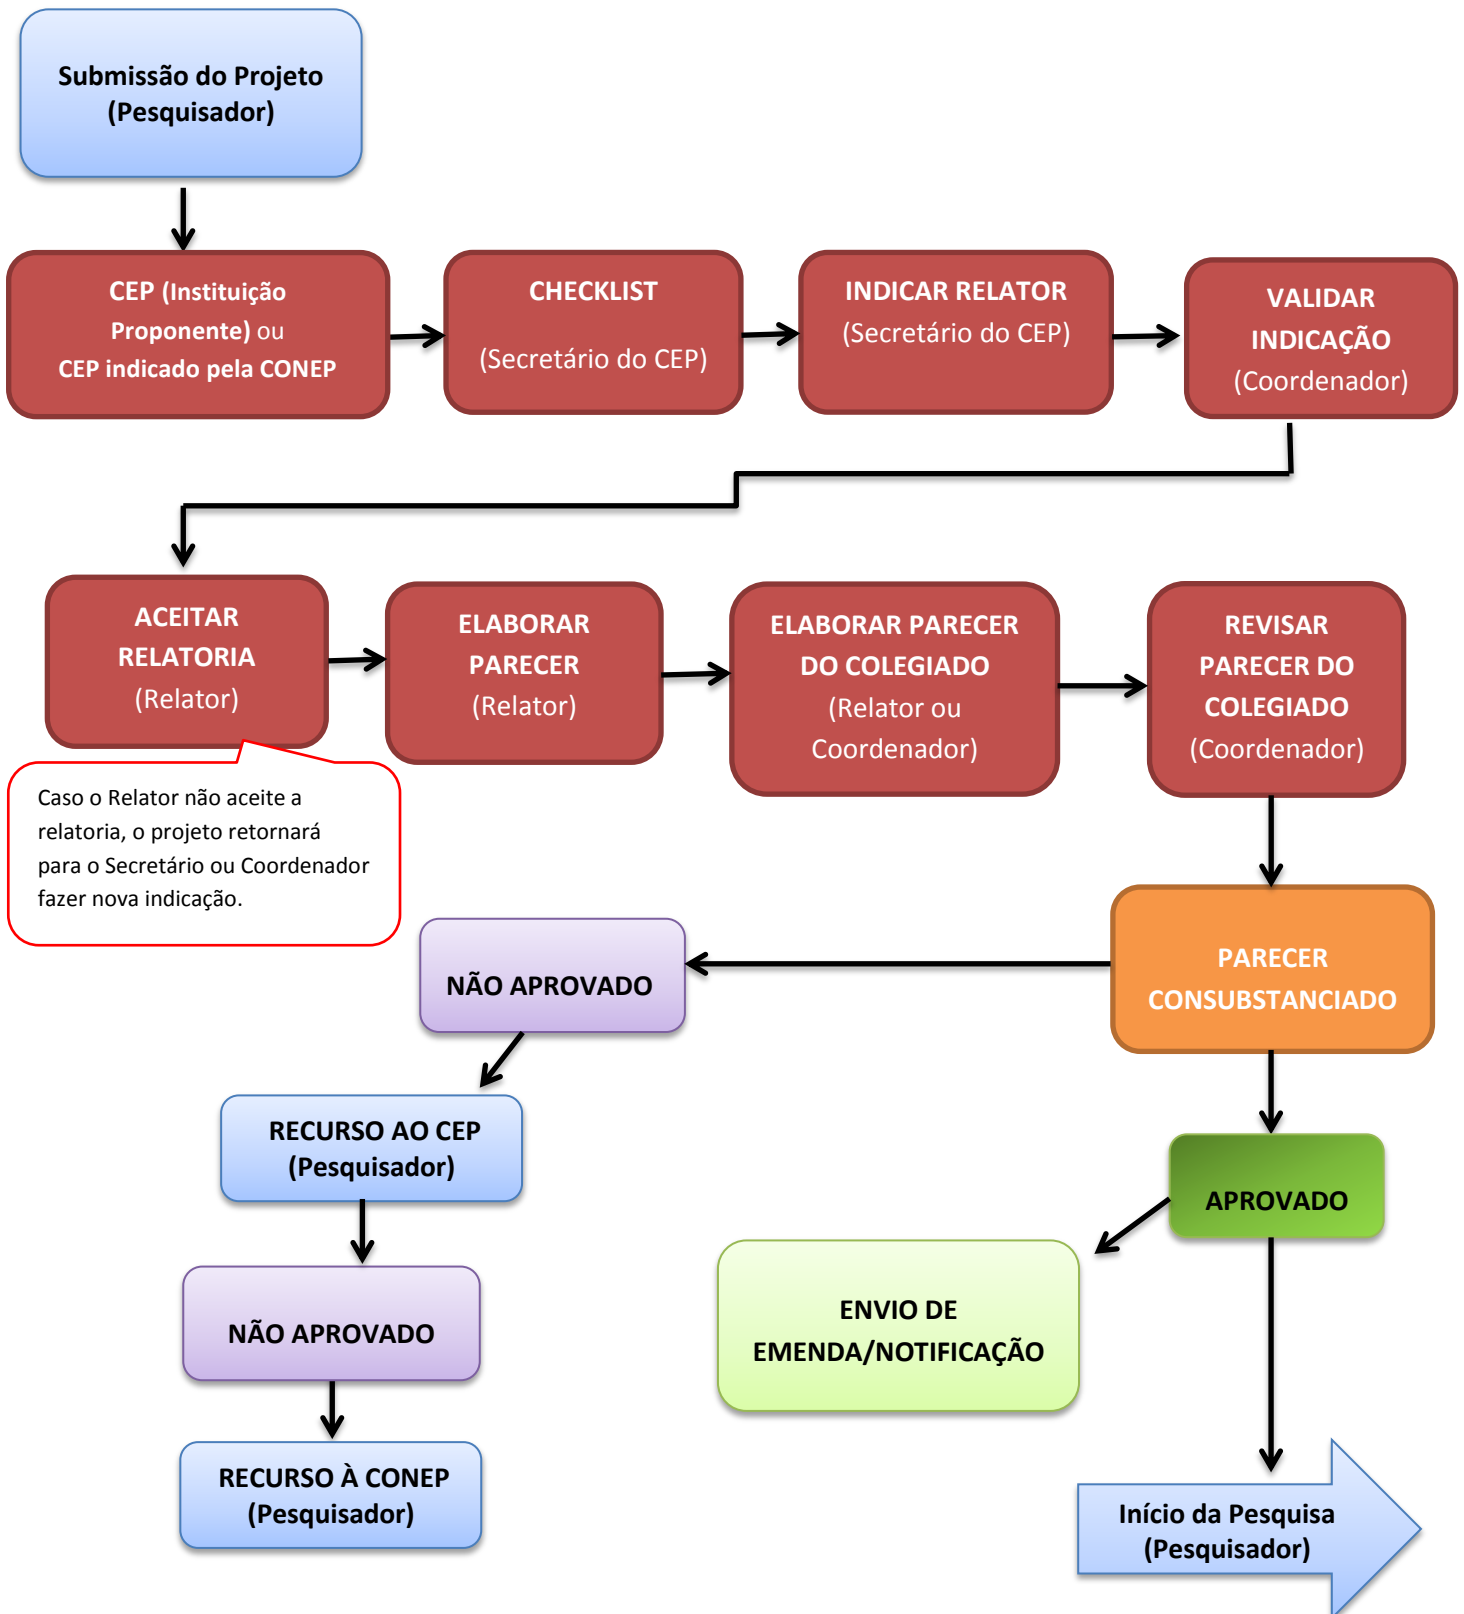 Submissão do Projeto
(Pesquisador)
CEP (Instituição
Proponente) ou
CEP indicado pela CONEP
CHECKLIST
(Secretário do CEP)
INDICAR RELATOR
(Secretário do CEP)
VALIDAR
INDICAÇÃO
(Coordenador)
ACEITAR
RELATORIA
(Relator)
ELABORAR
PARECER
(Relator)
ELABORAR PARECER
DO COLEGIADO
(Relator ou
Coordenador)
REVISAR
PARECER DO
COLEGIADO
(Coordenador)
Caso o Relator não aceite a
relatoria, o projeto retornará
para o Secretário ou Coordenador
fazer nova indicação.
PARECER
CONSUBSTANCIADO
NÃO APROVADO
RECURSO AO CEP
(Pesquisador)
APROVADO
NÃO APROVADO
ENVIO DE
EMENDA/NOTIFICAÇÃO
RECURSO À CONEP
(Pesquisador)
Início da Pesquisa
(Pesquisador)